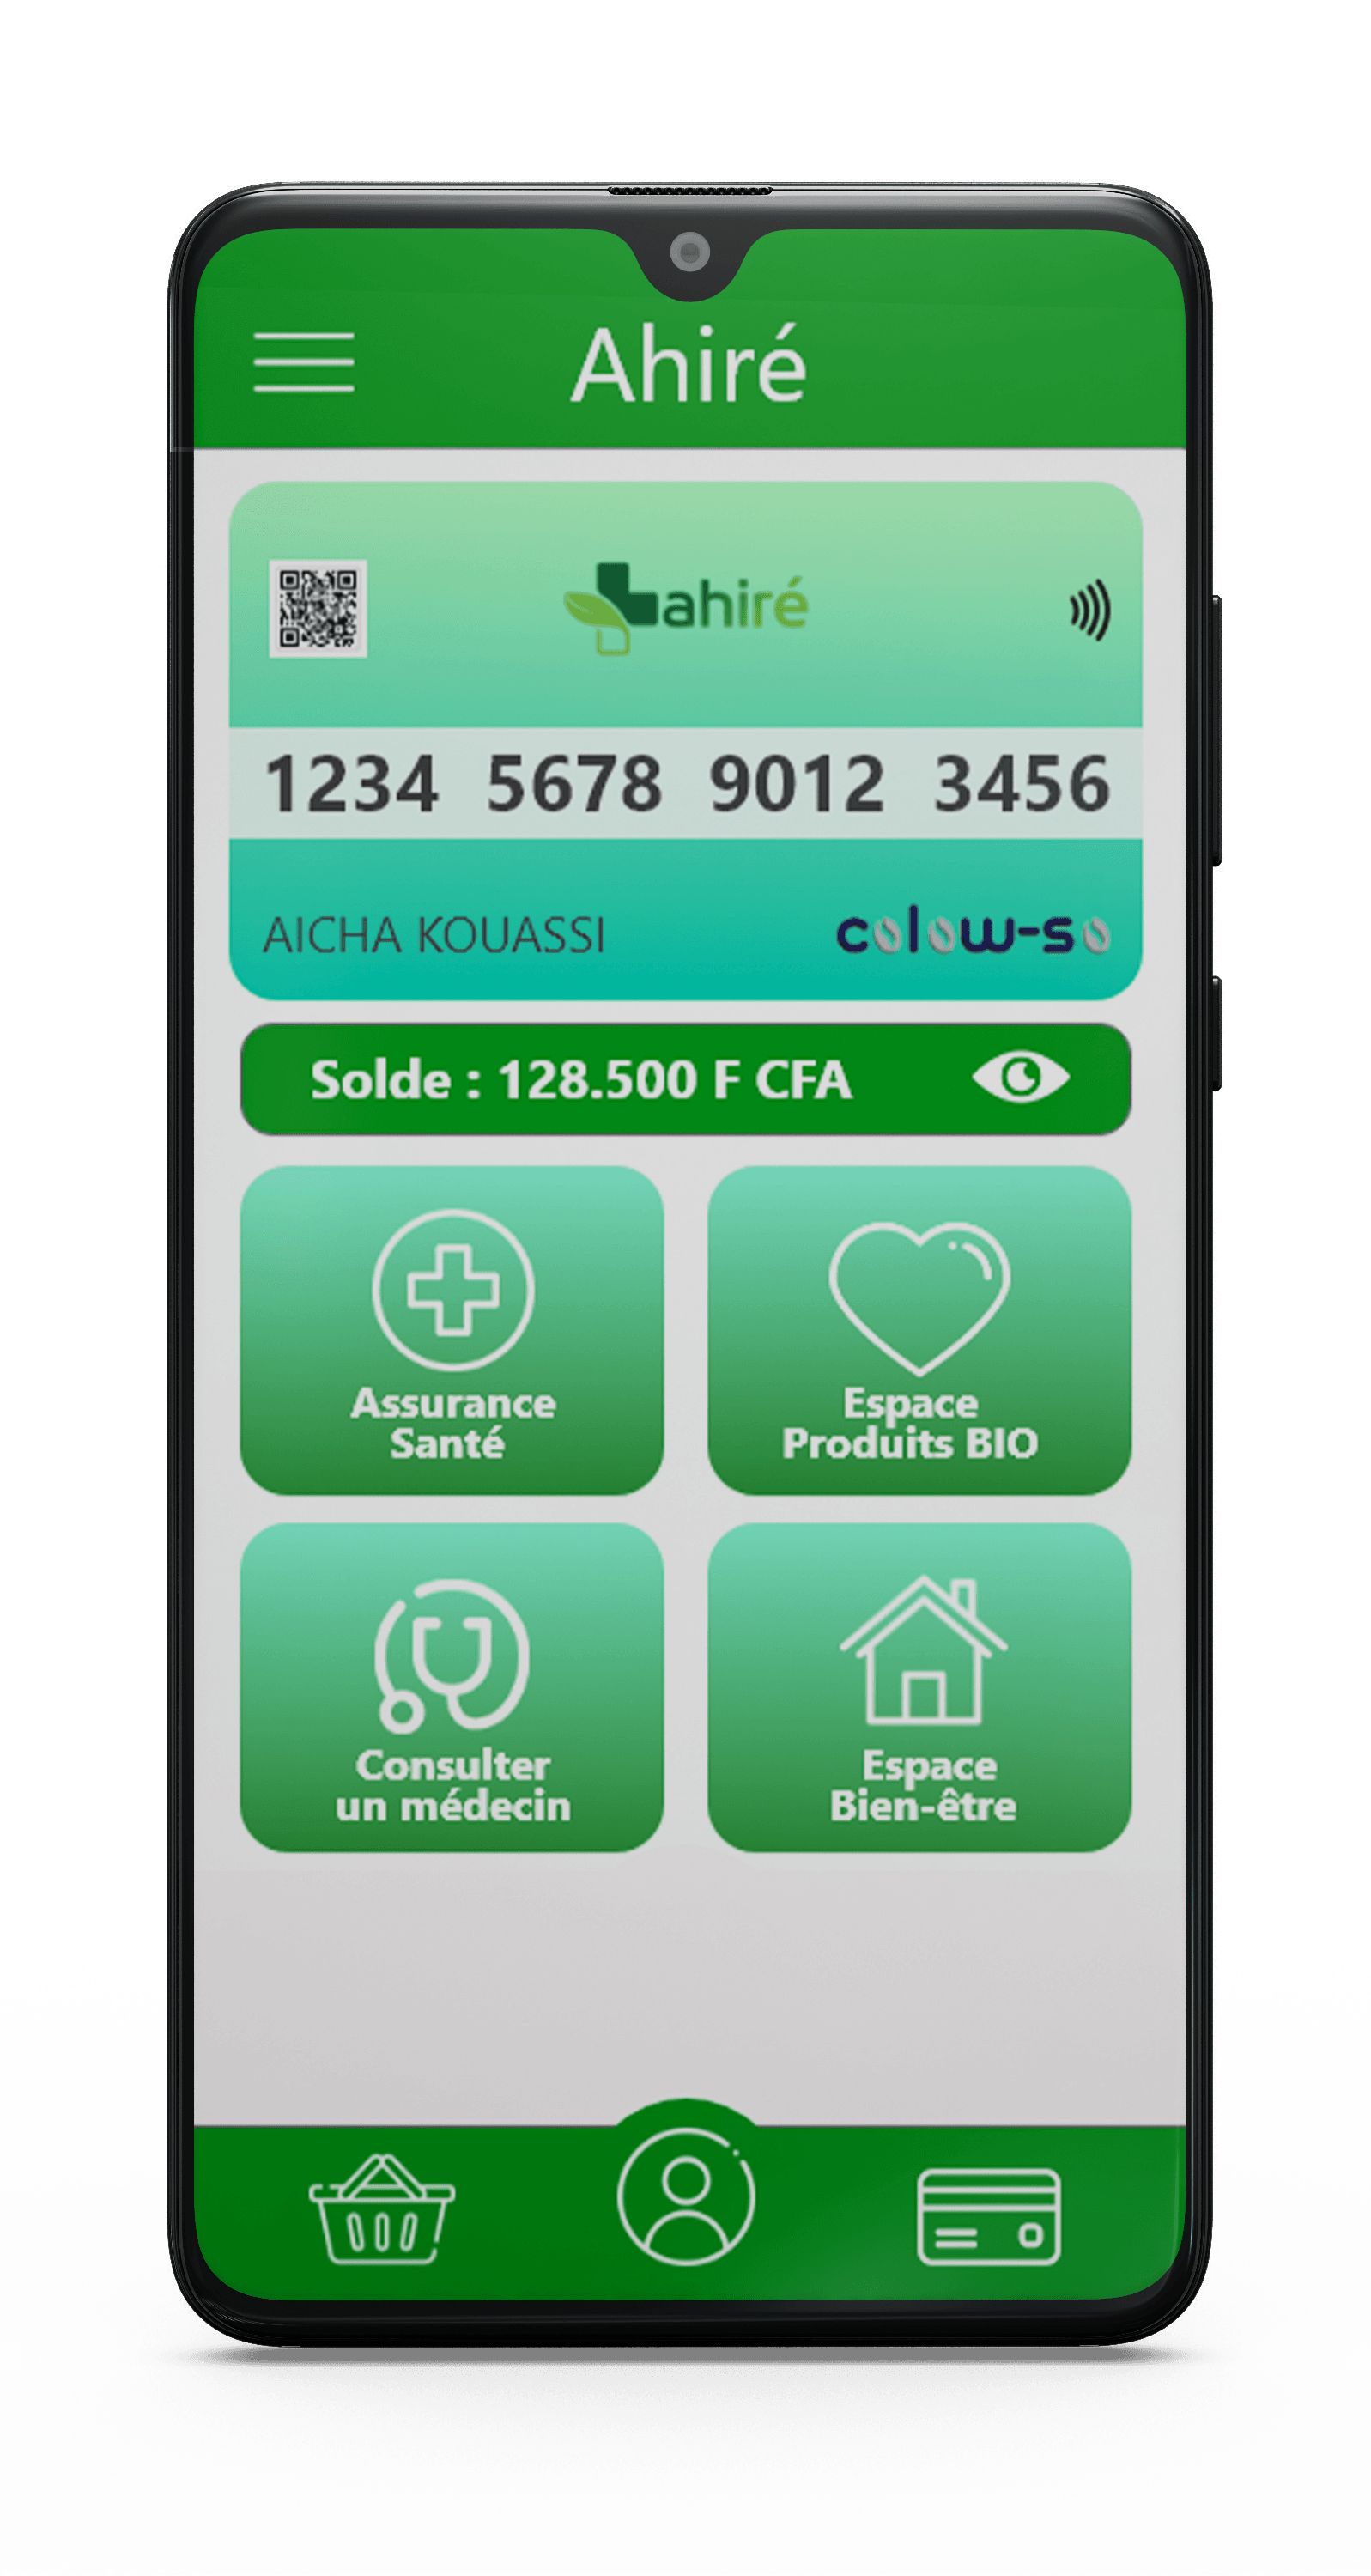 Ahiré
ahiré
1234 5678 9012 3456
AICHA KOUASSI
colow-so
Solde : 128.500 F CFA
Assurance
Santé
Espace
Produits BIO
Consulter
un médecin
Espace
Bien-être